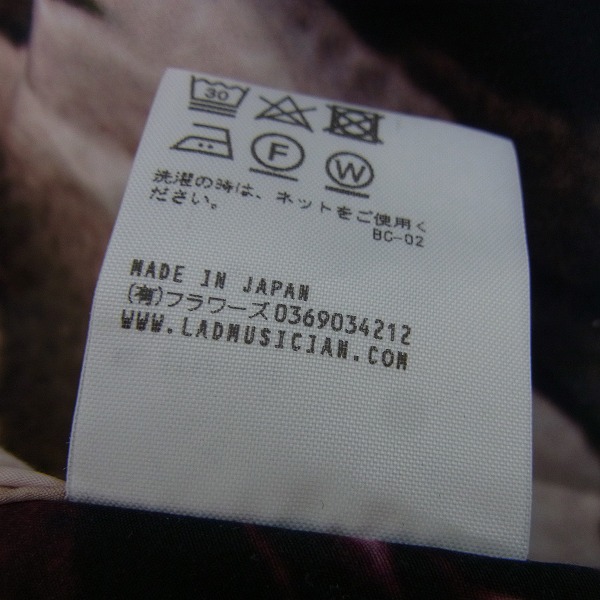 30
F W
洗濯の時は、ネットをご使用く
ださい。
BC-02
MADE IN JAPAN
(有)フラワーズ0369034212
WWW.LADMUSICIAN.COM